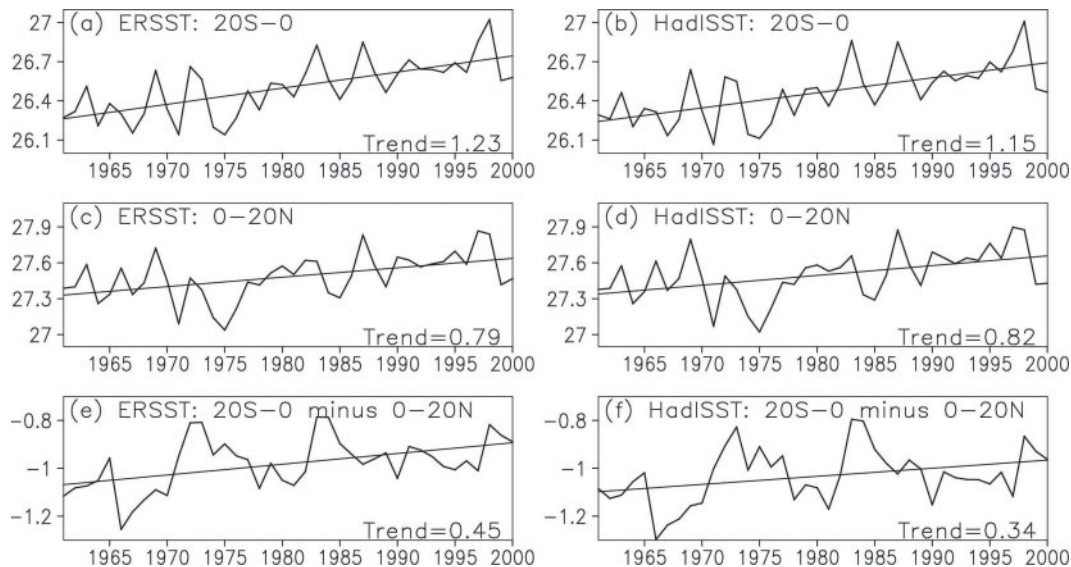 (a) ERSST: 20S-0
27
26.7
26.4
26.1
Trend=1.23
1965 1970 1975 1980 1985 1990 1995 2000
(b) HadISST: 20S-0
27
26.7
26.4
26.1
Trend=1.15
1965 1970 1975 1980 1985 1990 1995 2000
(c) ERSST: 0-20N
27.9
27.6
27.3
27
Trend=0.79
1965 1970 1975 1980 1985 1990 1995 2000
(d) HadISST: 0-20N
27.9
27.6
27.3
27
Trend=0.82
1965 1970 1975 1980 1985 1990 1995 2000
(e) ERSST: 20S-0 minus 0-20N
-0.8
-1
-1.2
Trend=0.45
1965 1970 1975 1980 1985 1990 1995 2000
(f) HadISST: 20S-0 minus 0-20N
-0.8
-1
-1.2
Trend=0.34
1965 1970 1975 1980 1985 1990 1995 2000